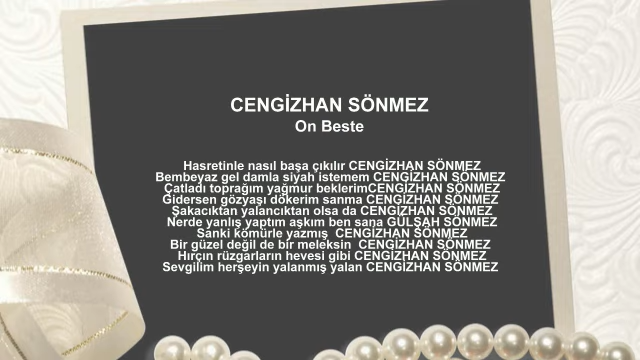 CENGİZHAN SÖNMEZ
On Beste
Hasretinle nasıl başa çıkılır CENGİZHAN SÖNMEZ
Bembeyaz gel damla siyah istemem CENGİZHAN SÖNMEZ
Çatladı toprağım yağmur beklerimCENGİZHAN SÖNMEZ
Gidersen gözyaşı dökerim sanma CENGİZHAN SÖNMEZ
Şakacıktan yalancıktan olsa da CENGİZHAN SÖNMEZ
Nerde yanlış yaptım aşkım ben sana GÜLŞAH SÖNMEZ
Sanki kömürle yazmış CENGİZHAN SÖNMEZ
Bir güzel değil de bir meleksin CENGİZHAN SÖNMEZ
Hırçın rüzgarların hevesi gibi CENGİZHAN SÖNMEZ
Sevgilim herşeyin yalanmış yalan CENGİZHAN SÖNMEZ